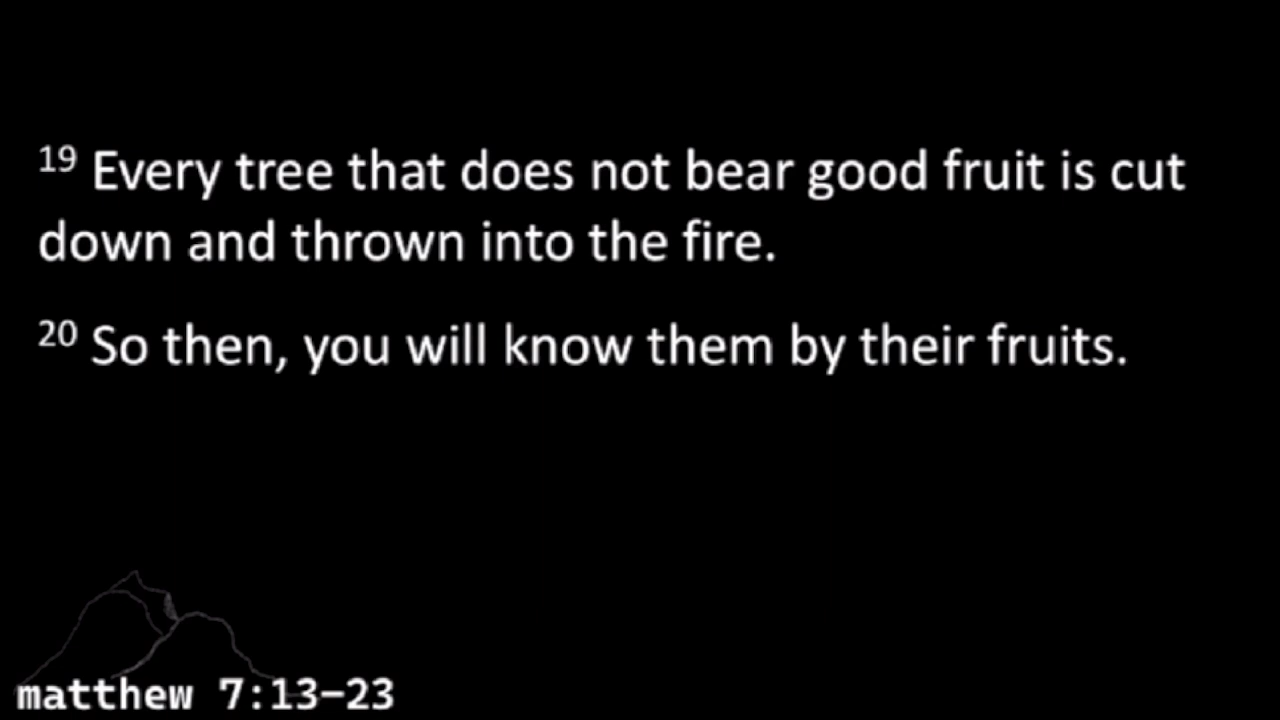 19 Every tree that does not bear good fruit is cut
down and thrown into the fire.
20 So then, you will know them by their fruits.
matthew 7:13–23